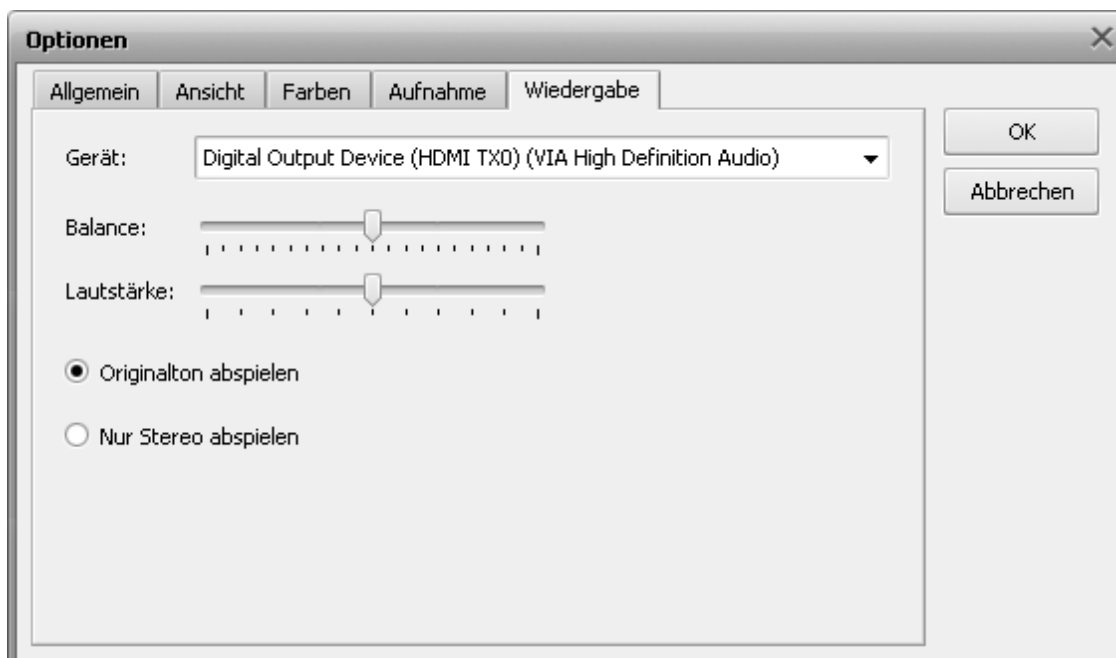 Optionen
Allgemein Ansicht Farben Aufnahme Wiedergabe
Gerät: Digital Output Device (HDMI TX0) (VIA High Definition Audio)
OK
Abbrechen
Balance:
Lautstärke:
Originalton abspielen
Nur Stereo abspielen